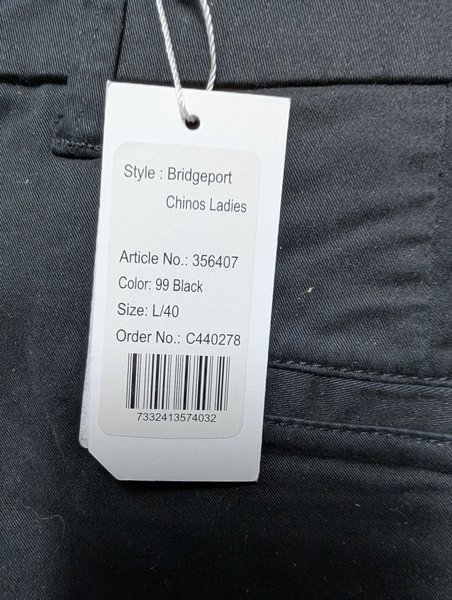 Style : Bridgeport
Chinos Ladies
Article No.: 356407
Color: 99 Black
Size: L/40
Order No.: C440278
7332413574032